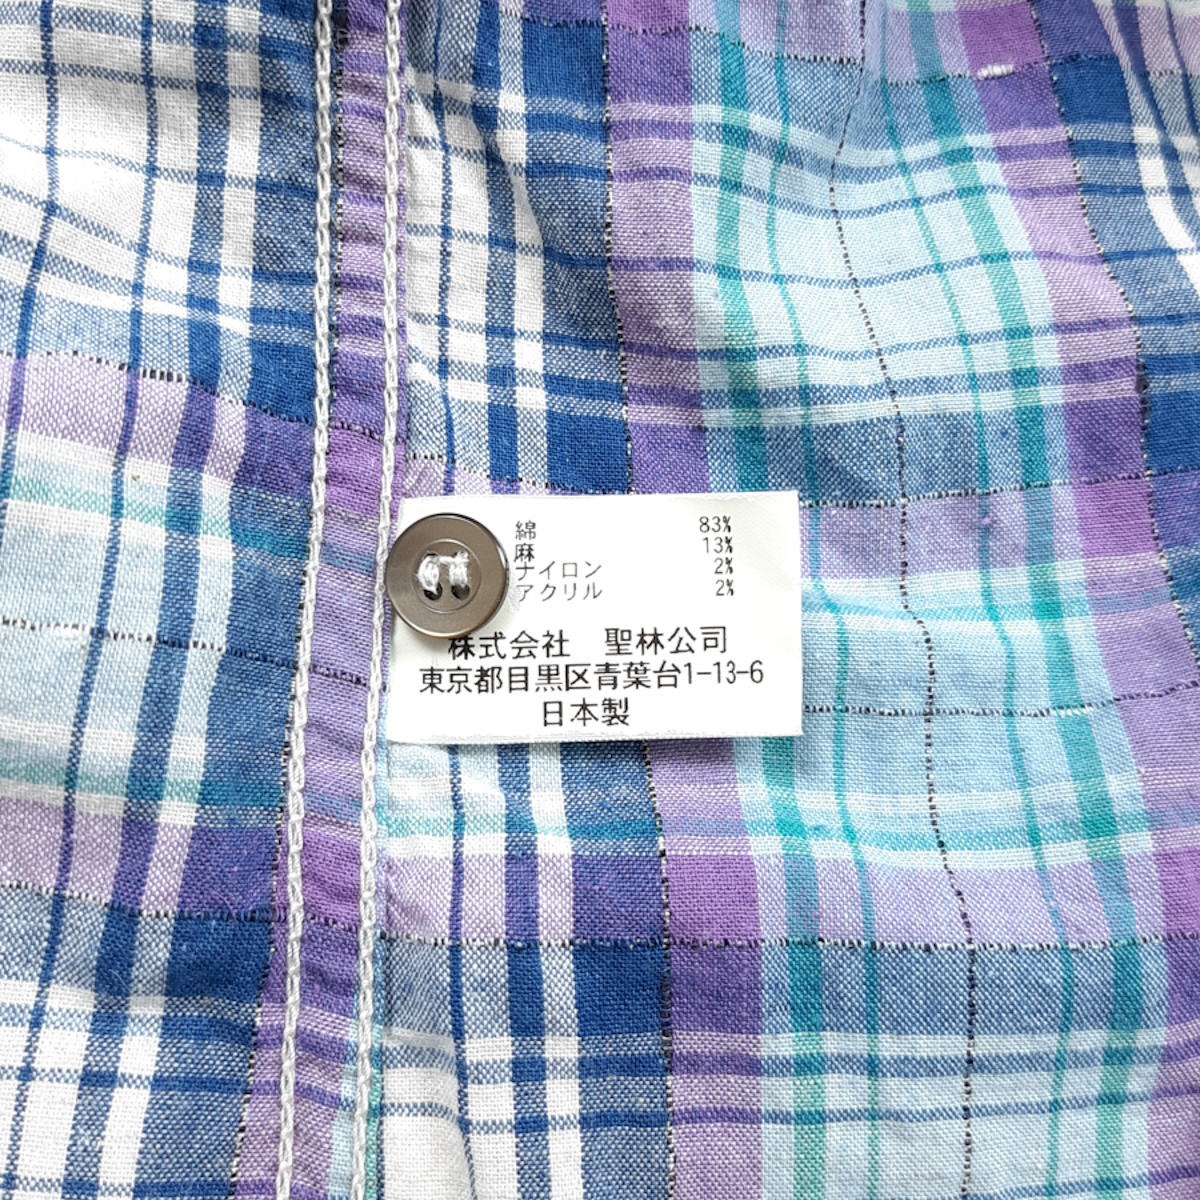 綿 83%
麻 13%
ナイロン 2%
アクリル 2%
株式会社 聖林公司
東京都目黒区青葉台1-13-6
日本製